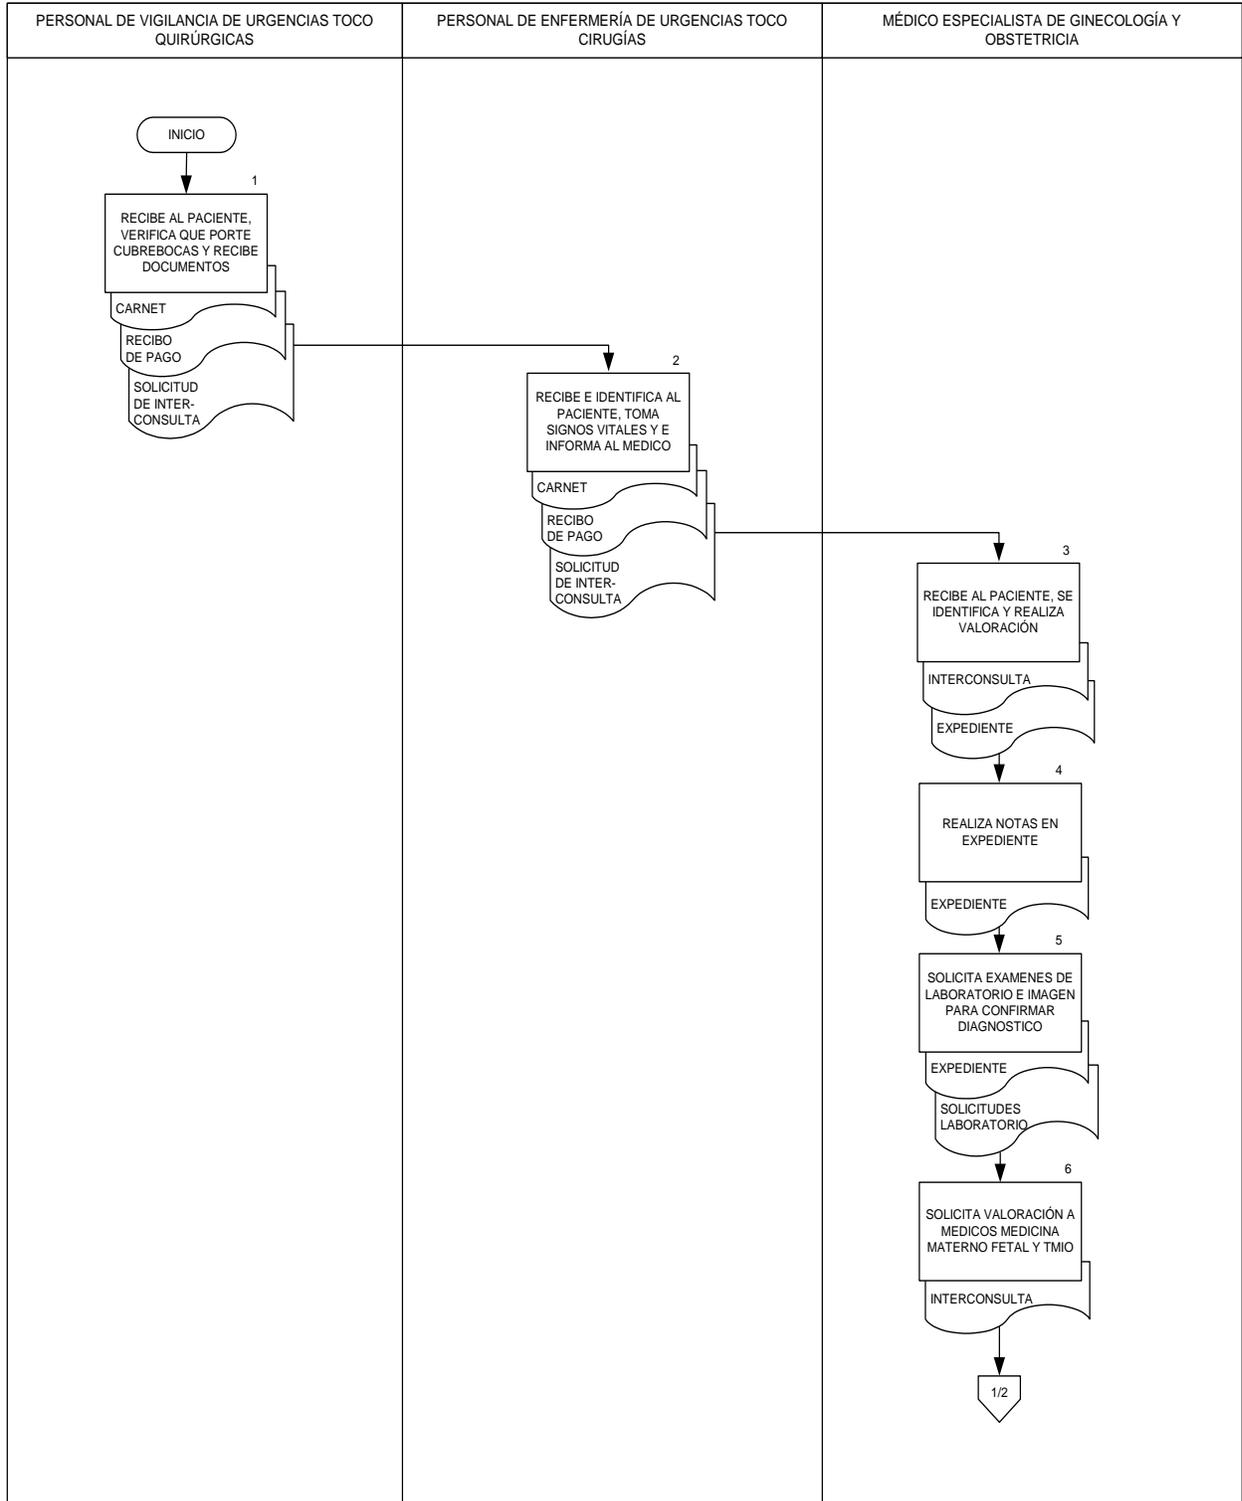 PERSONAL DE VIGILANCIA DE URGENCIAS TOCO
QUIRÚRGICAS
PERSONAL DE ENFERMERÍA DE URGENCIAS TOCO
CIRUGÍAS
MÉDICO ESPECIALISTA DE GINECOLOGÍA Y
OBSTETRICIA
INICIO
1
RECIBE AL PACIENTE,
VERIFICA QUE PORTE
CUBREBOCAS Y RECIBE
DOCUMENTOS
CARNET
RECIBO
DE PAGO
SOLICITUD
DE INTER-
CONSULTA
2
RECIBE E IDENTIFICA AL
PACIENTE, TOMA
SIGNOS VITALES Y E
INFORMA AL MEDICO
CARNET
RECIBO
DE PAGO
SOLICITUD
DE INTER-
CONSULTA
3
RECIBE AL PACIENTE, SE
IDENTIFICA Y REALIZA
VALORACIÓN
INTERCONSULTA
EXPEDIENTE
4
REALIZA NOTAS EN
EXPEDIENTE
EXPEDIENTE
5
SOLICITA EXAMENES DE
LABORATORIO E IMAGEN
PARA CONFIRMAR
DIAGNOSTICO
EXPEDIENTE
SOLICITUDES
LABORATORIO
6
SOLICITA VALORACIÓN A
MEDICOS MEDICINA
MATERNO FETAL Y TMIO
INTERCONSULTA
1/2